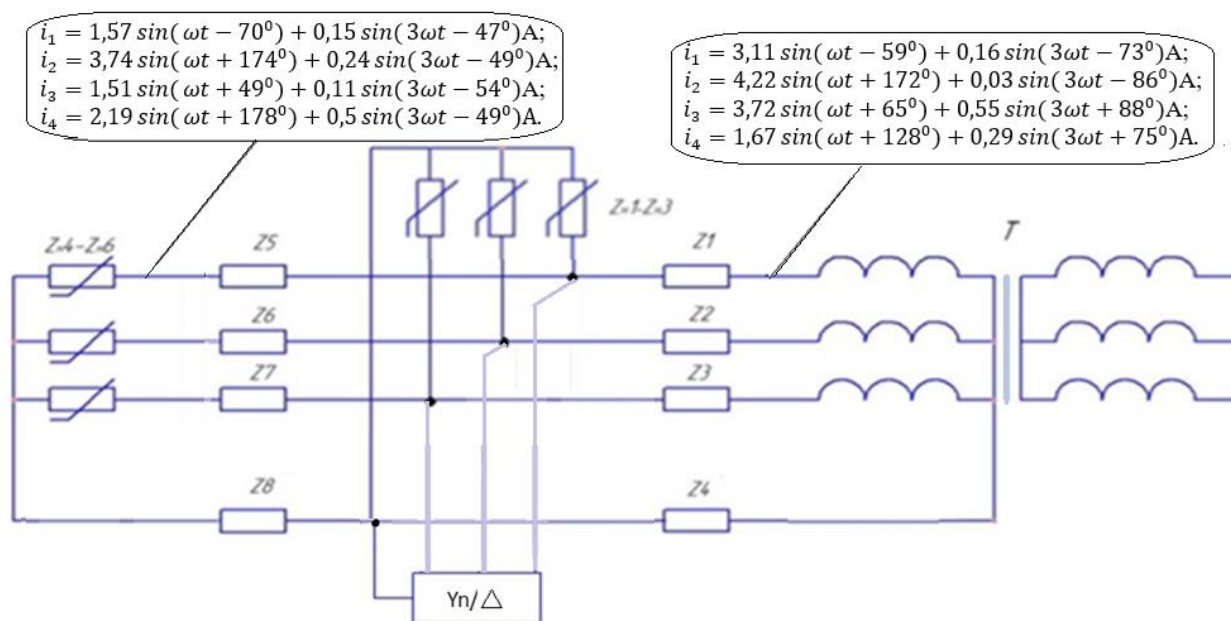 i₁ = 1,57 sin( ωt − 70⁰) + 0,15 sin( 3ωt − 47⁰)A;
i₂ = 3,74 sin( ωt + 174⁰) + 0,24 sin( 3ωt − 49⁰)A;
i₃ = 1,51 sin( ωt + 49⁰) + 0,11 sin( 3ωt − 54⁰)A;
i₄ = 2,19 sin( ωt + 178⁰) + 0,5 sin( 3ωt − 49⁰)A.
i₁ = 3,11 sin( ωt − 59⁰) + 0,16 sin( 3ωt − 73⁰)A;
i₂ = 4,22 sin( ωt + 172⁰) + 0,03 sin( 3ωt − 86⁰)A;
i₃ = 3,72 sin( ωt + 65⁰) + 0,55 sin( 3ωt + 88⁰)A;
i₄ = 1,67 sin( ωt + 128⁰) + 0,29 sin( 3ωt + 75⁰)A.
Zн1-Zн3
Zн4-Zн6
Z5
Z1
T
Z6
Z2
Z7
Z3
Z8
Z4
Yn/△